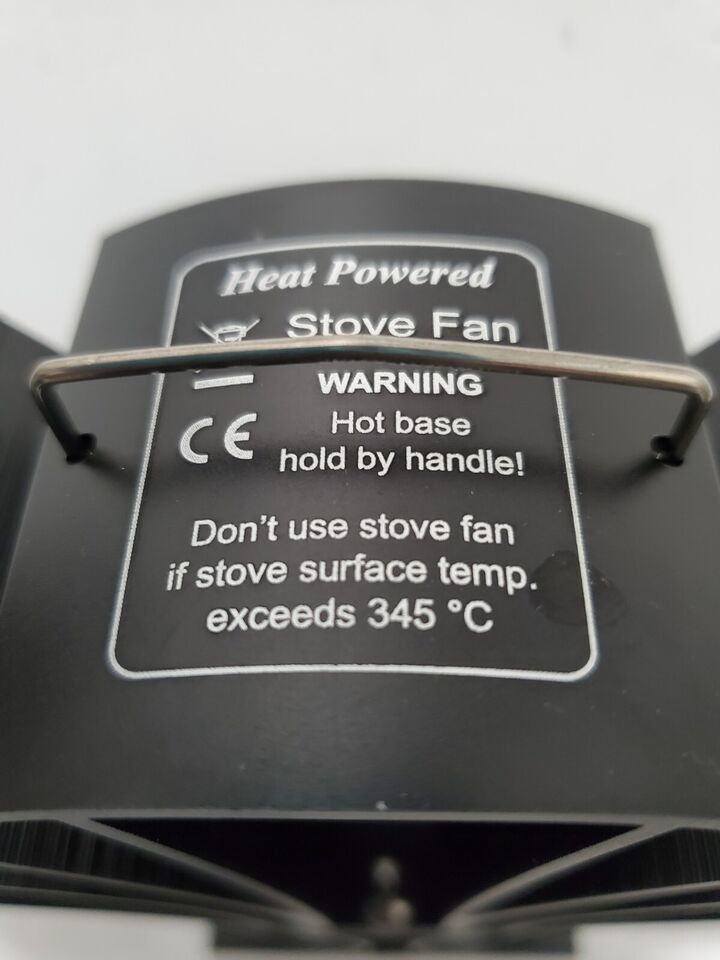 Heat Powered
Stove Fan
WARNING
CE
Hot base
hold by handle!
Don't use stove fan
if stove surface temp.
exceeds 345 °C